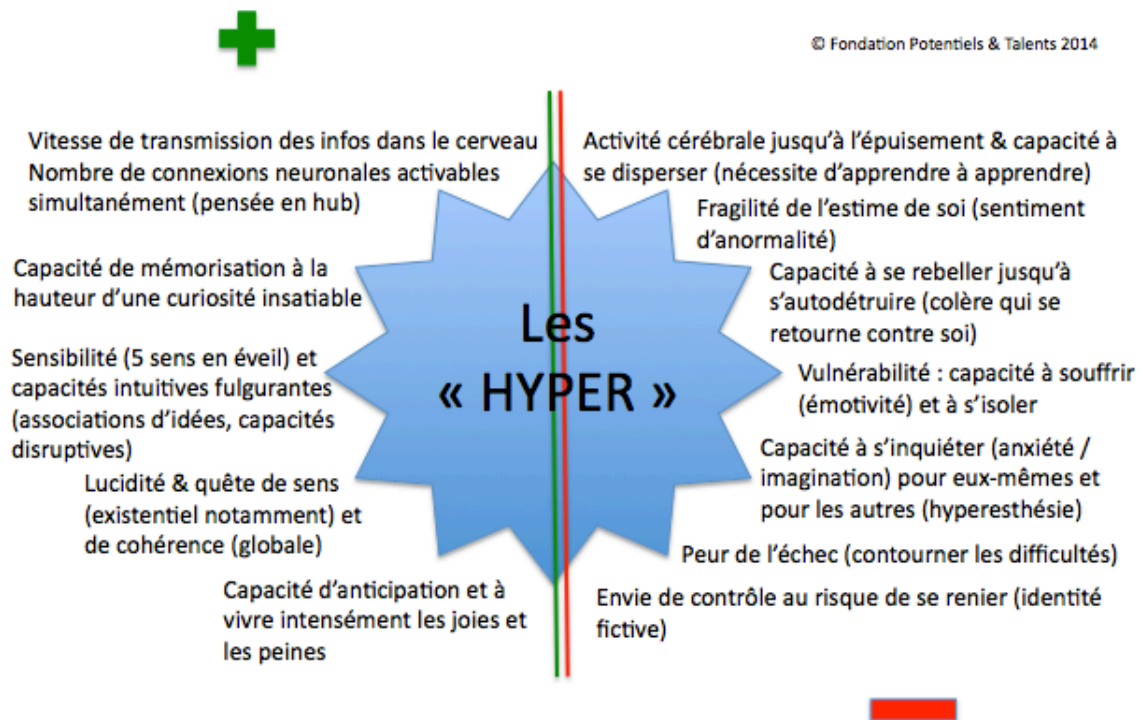 © Fondation Potentiels & Talents 2014
Vitesse de transmission des infos dans le cerveau
Nombre de connexions neuronales activables
simultanément (pensée en hub)
Capacité de mémorisation à la
hauteur d'une curiosité insatiable
Sensibilité (5 sens en éveil) et
capacités intuitives fulgurantes
(associations d'idées, capacités
disruptives)
Lucidité & quête de sens
(existentiel notamment) et
de cohérence (globale)
Capacité d'anticipation et à
vivre intensément les joies et
les peines
Les
« HYPER »
Activité cérébrale jusqu'à l'épuisement & capacité à
se disperser (nécessite d'apprendre à apprendre)
Fragilité de l'estime de soi (sentiment
d'anormalité)
Capacité à se rebeller jusqu'à
s'autodétruire (colère qui se
retourne contre soi)
Vulnérabilité : capacité à souffrir
(émotivité) et à s'isoler
Capacité à s'inquiéter (anxiété /
imagination) pour eux-mêmes et
pour les autres (hyperesthésie)
Peur de l'échec (contourner les difficultés)
Envie de contrôle au risque de se renier (identité
fictive)